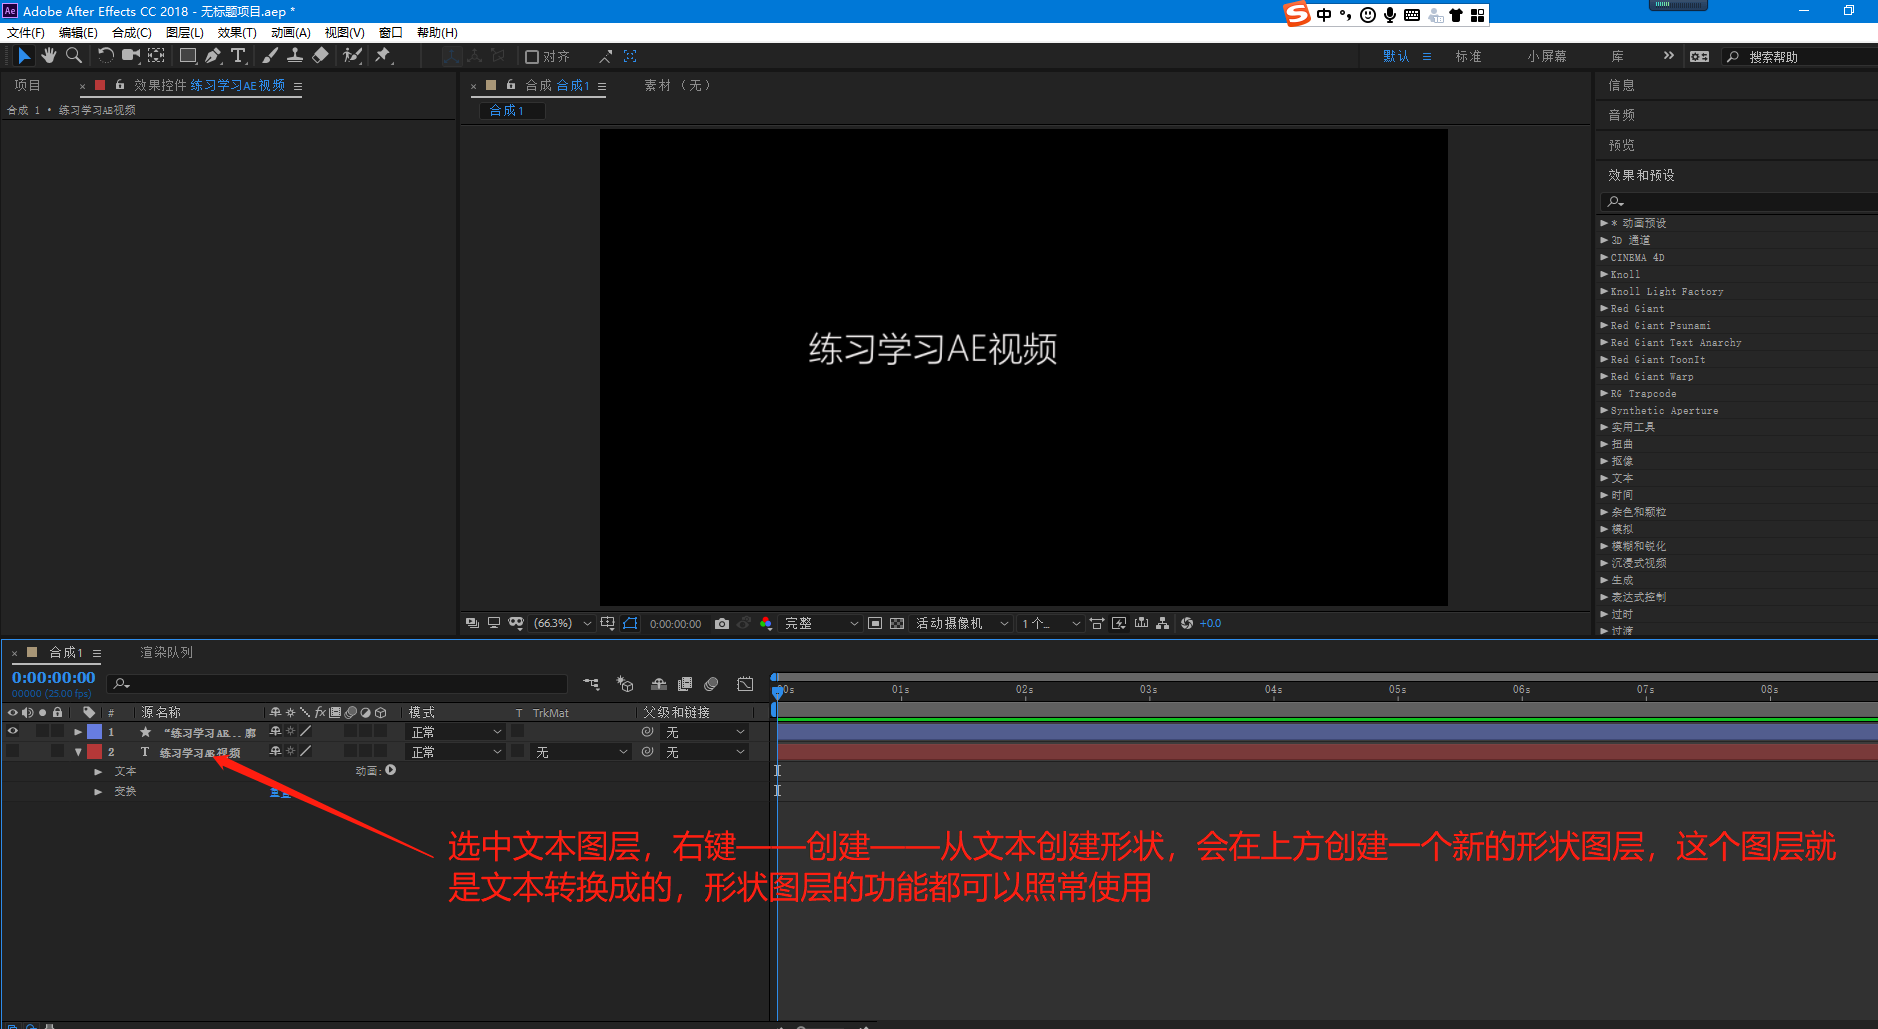 Ae Adobe After Effects CC 2018 - 无标题项目.aep *
中
文件(F) 编辑(E) 合成(C) 图层(L) 效果(T) 动画(A) 视图(V) 窗口 帮助(H)
对齐 默认 标准 小屏幕 库 搜索帮助
项目 效果控件 练习学习AE视频
合成 合成1 素材 (无)
信息
合成 1 • 练习学习AE视频
合成1
音频
预览
效果和预设
* 动画预设
3D 通道
CINEMA 4D
Knoll
Knoll Light Factory
Red Giant
Red Giant Psunami
Red Giant Text Anarchy
Red Giant ToonIt
Red Giant Warp
RG Trapcode
Synthetic Aperture
实用工具
扭曲
抠像
文本
时间
杂色和颗粒
模拟
模糊和锐化
沉浸式视频
生成
表达式控制
过时
过渡
练习学习AE视频
(66.3%) 0:00:00:00 完整 活动摄像机 1个... +0.0
合成1 渲染队列
0:00:00:00
00000 (25.00 fps)
00s 01s 02s 03s 04s 05s 06s 07s 08s
# 源名称 fx 模式 T TrkMat 父级和链接
1 "练习学习AE...廓 正常 无
2 T 练习学习AE视频 正常 无 无
文本 动画:
变换 重置
选中文本图层，右键——创建——从文本创建形状，会在上方创建一个新的形状图层，这个图层就
是文本转换成的，形状图层的功能都可以照常使用